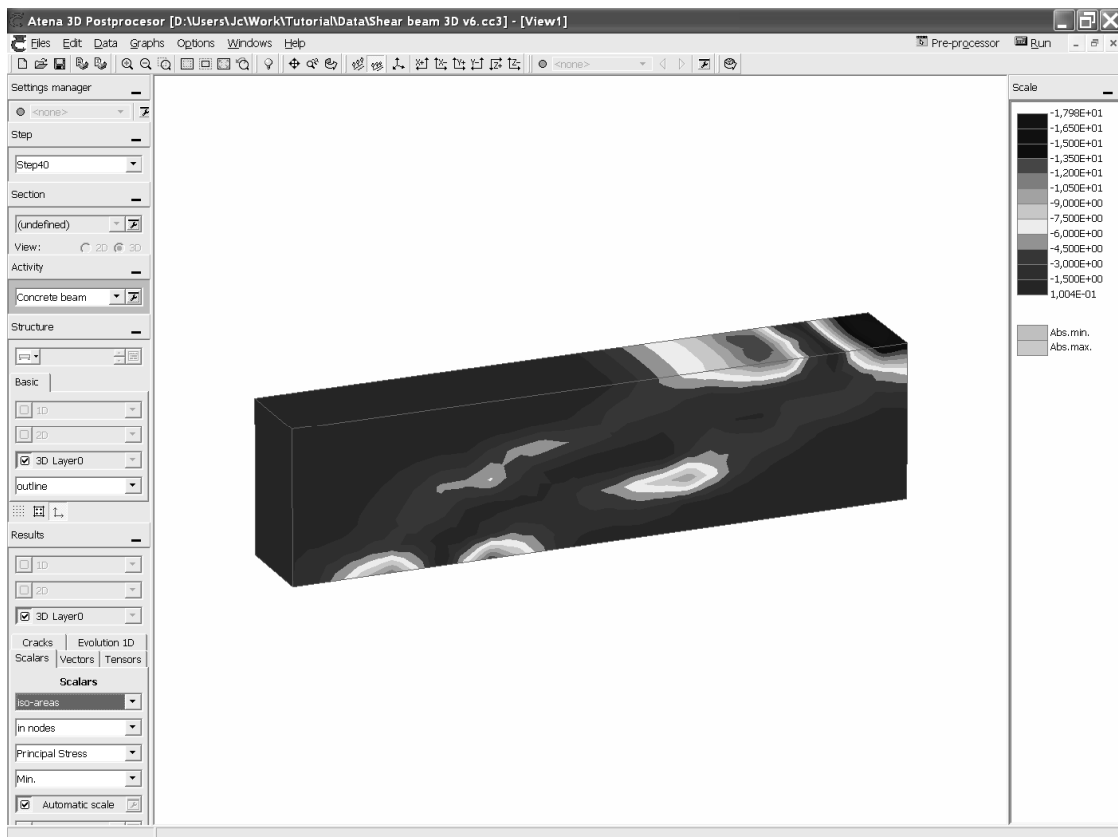 Atena 3D Postprocesor [D:\Users\Jc\Work\Tutorial\Data\Shear beam 3D v6.cc3] - [View1]
Files Edit Data Graphs Options Windows Help Pre-processor Run
<none>
Settings manager
<none>
Step
Step40
Section
(undefined)
View: 2D 3D
Activity
Concrete beam
Structure
Basic
1D
2D
3D Layer0
outline
Results
1D
2D
3D Layer0
Cracks Evolution 1D
Scalars Vectors Tensors
Scalars
iso-areas
in nodes
Principal Stress
Min.
Automatic scale
Scale
-1,798E+01
-1,650E+01
-1,500E+01
-1,350E+01
-1,200E+01
-1,050E+01
-9,000E+00
-7,500E+00
-6,000E+00
-4,500E+00
-3,000E+00
-1,500E+00
1,004E-01
Abs.min.
Abs.max.